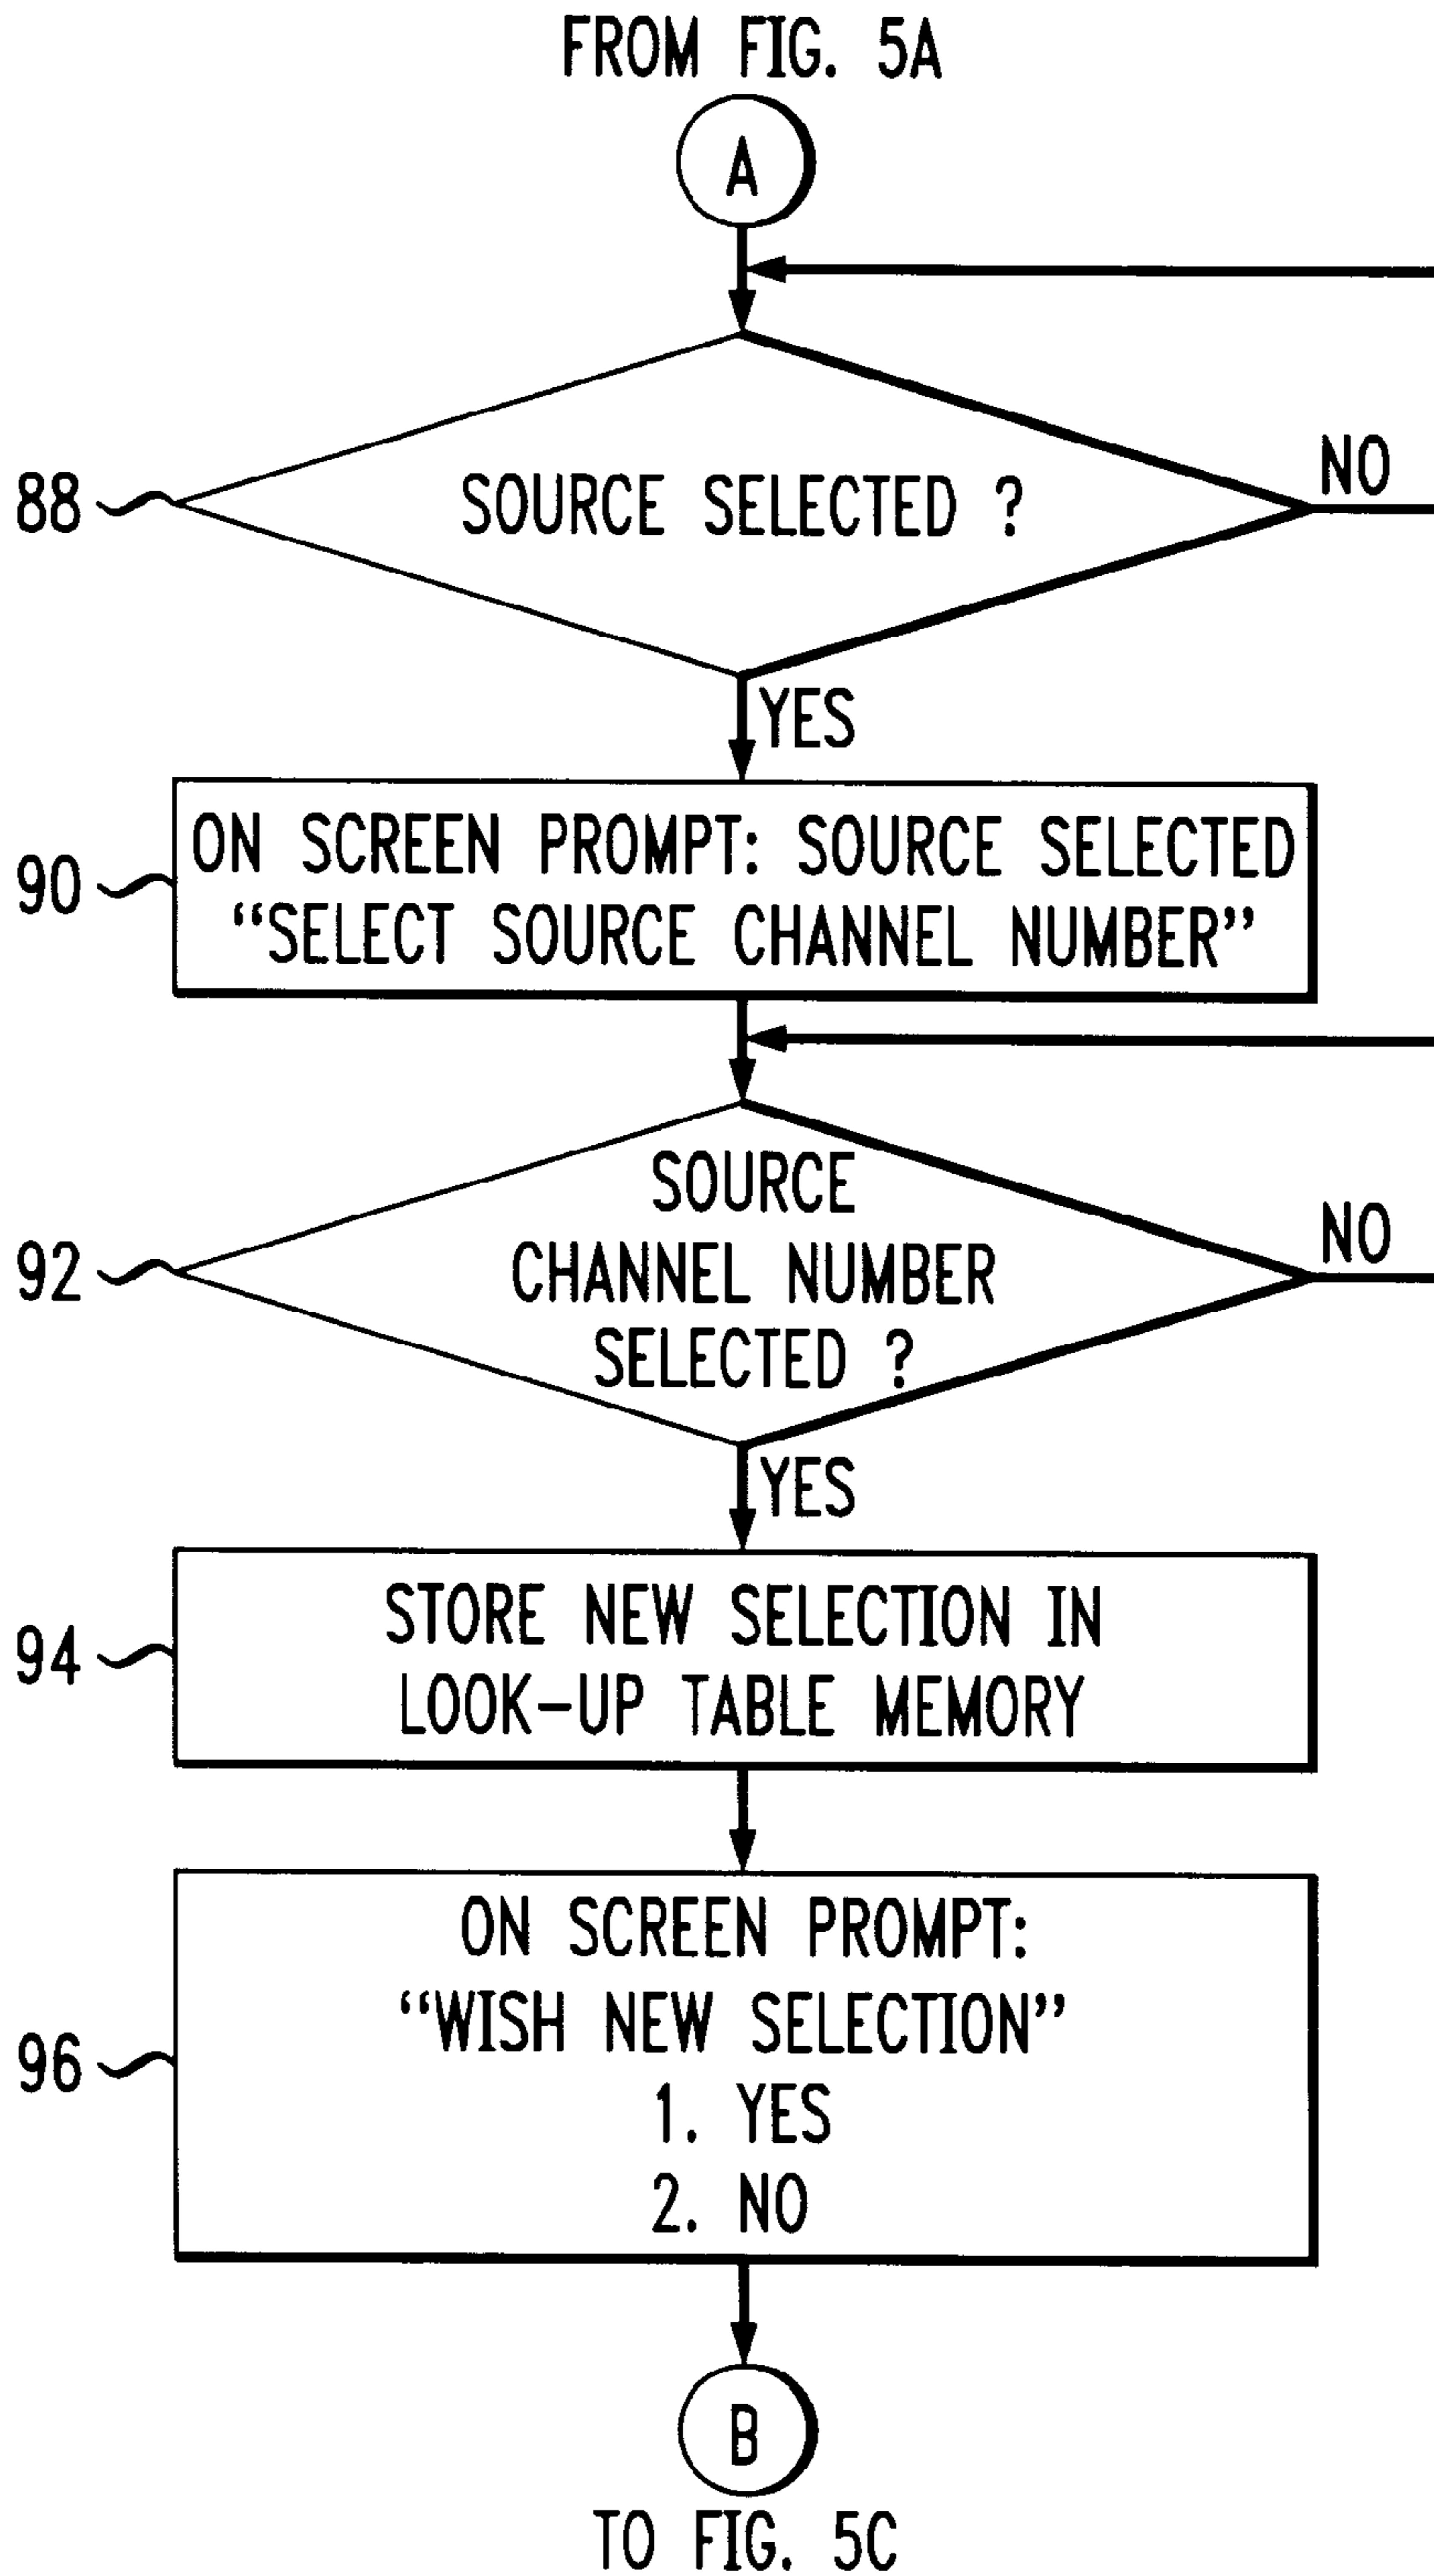 FROM FIG. 5A
A
88
SOURCE SELECTED ?
NO
YES
90
ON SCREEN PROMPT: SOURCE SELECTED
“SELECT SOURCE CHANNEL NUMBER”
92
SOURCE
CHANNEL NUMBER
SELECTED ?
NO
YES
94
STORE NEW SELECTION IN
LOOK-UP TABLE MEMORY
96
ON SCREEN PROMPT:
“WISH NEW SELECTION”
1. YES
2. NO
B
TO FIG. 5C